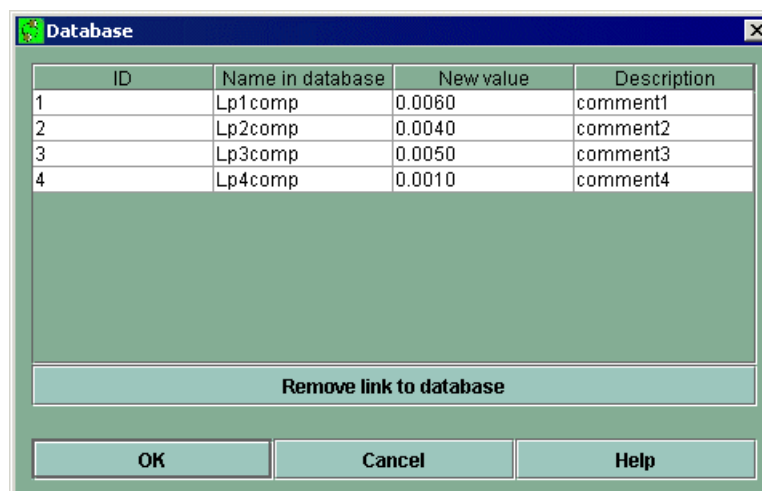 Database
ID Name in database New value Description
1 Lp1comp 0.0060 comment1
2 Lp2comp 0.0040 comment2
3 Lp3comp 0.0050 comment3
4 Lp4comp 0.0010 comment4
Remove link to database
OK Cancel Help